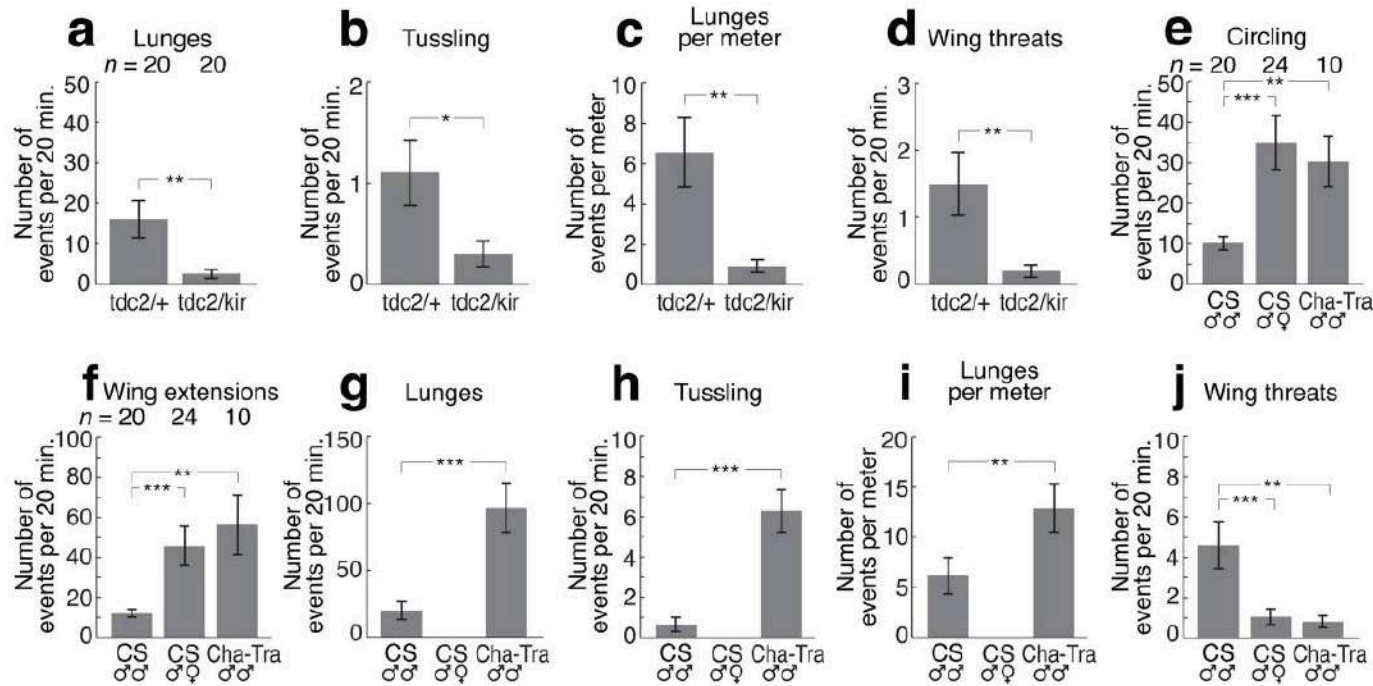 a Lunges
n = 20 20
Number of
events per 20 min.
50
40
30
20
10
0
**
tdc2/+ tdc2/kir
b Tussling
Number of
events per 20 min.
2
1
0
*
tdc2/+ tdc2/kir
c Lunges
per meter
Number of
events per meter
10
8
6
4
2
0
**
tdc2/+ tdc2/kir
d Wing threats
Number of
events per 20 min.
3
2
1
0
**
tdc2/+ tdc2/kir
e Circling
n = 20 24 10
Number of
events per 20 min.
50
40
30
20
10
0
**
***
CS CS Cha-Tra
♂♂ ♂♀ ♂♂
f Wing extensions
n = 20 24 10
Number of
events per 20 min.
100
80
60
40
20
0
**
***
CS CS Cha-Tra
♂♂ ♂♀ ♂♂
g Lunges
Number of
events per 20 min.
150
100
50
0
***
CS CS Cha-Tra
♂♂ ♂♀ ♂♂
h Tussling
Number of
events per 20 min.
10
8
6
4
2
0
***
CS CS Cha-Tra
♂♂ ♂♀ ♂♂
i Lunges
per meter
Number of
events per meter
20
15
10
5
0
**
CS CS Cha-Tra
♂♂ ♂♀ ♂♂
j Wing threats
Number of
events per 20 min.
10
8
6
4
2
0
**
***
CS CS Cha-Tra
♂♂ ♂♀ ♂♂